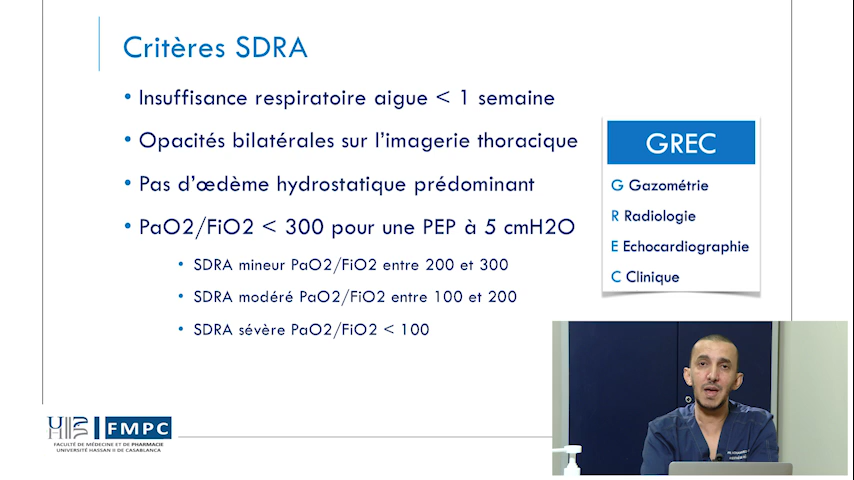 Critères SDRA
• Insuffisance respiratoire aigue < 1 semaine
• Opacités bilatérales sur l'imagerie thoracique
• Pas d'œdème hydrostatique prédominant
• PaO2/FiO2 < 300 pour une PEP à 5 cmH2O
• SDRA mineur PaO2/FiO2 entre 200 et 300
• SDRA modéré PaO2/FiO2 entre 100 et 200
• SDRA sévère PaO2/FiO2 < 100
GREC
G Gazométrie
R Radiologie
E Echocardiographie
C Clinique
FMPC
FACULTÉ DE MÉDECINE ET DE PHARMACIE
UNIVERSITÉ HASSAN II DE CASABLANCA